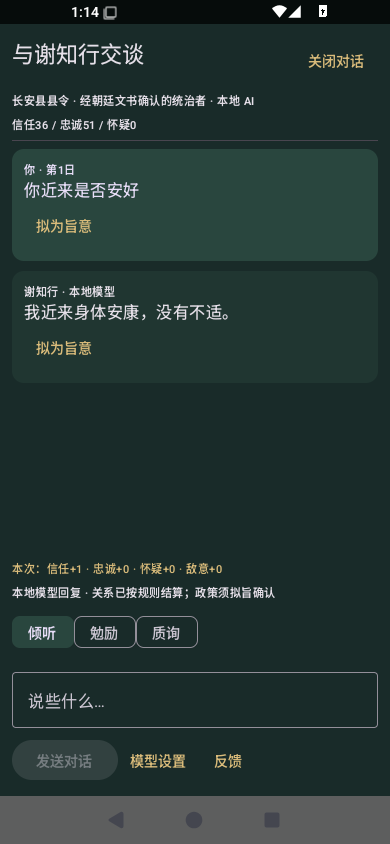 1:14
与谢知行交谈
关闭对话
长安县县令 · 经朝廷文书确认的统治者 · 本地 AI
信任36 / 忠诚51 / 怀疑0
你 · 第1日
你近来是否安好
拟为旨意
谢知行 · 本地模型
我近来身体安康，没有不适。
拟为旨意
本次：信任+1 · 忠诚+0 · 怀疑+0 · 敌意+0
本地模型回复 · 关系已按规则结算；政策须拟旨确认
倾听 勉励 质询
说些什么…
发送对话 模型设置 反馈